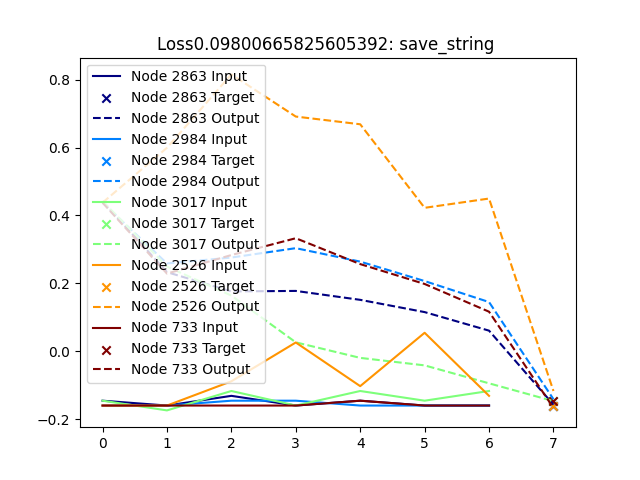 Loss0.09800665825605392: save_string
0.8
0.6
0.4
0.2
0.0
−0.2
Node 2863 Input
Node 2863 Target
Node 2863 Output
Node 2984 Input
Node 2984 Target
Node 2984 Output
Node 3017 Input
Node 3017 Target
Node 3017 Output
Node 2526 Input
Node 2526 Target
Node 2526 Output
Node 733 Input
Node 733 Target
Node 733 Output
0 1 2 3 4 5 6 7